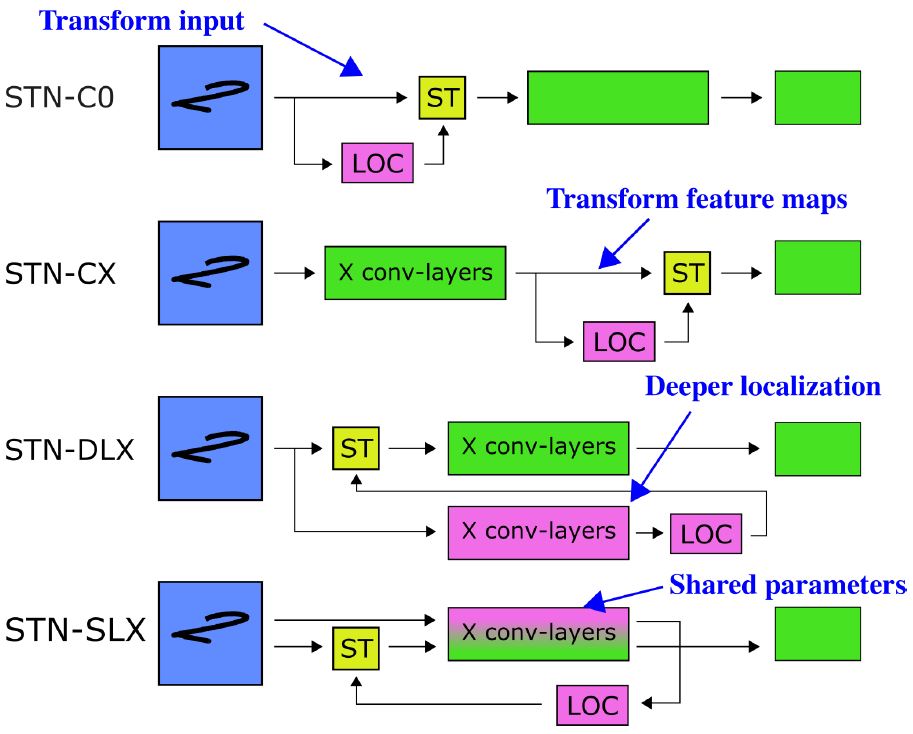 Transform input
STN-C0
ST
LOC
Transform feature maps
STN-CX
X conv-layers
ST
LOC
Deeper localization
STN-DLX
ST
X conv-layers
X conv-layers
LOC
Shared parameters
STN-SLX
ST
X conv-layers
LOC